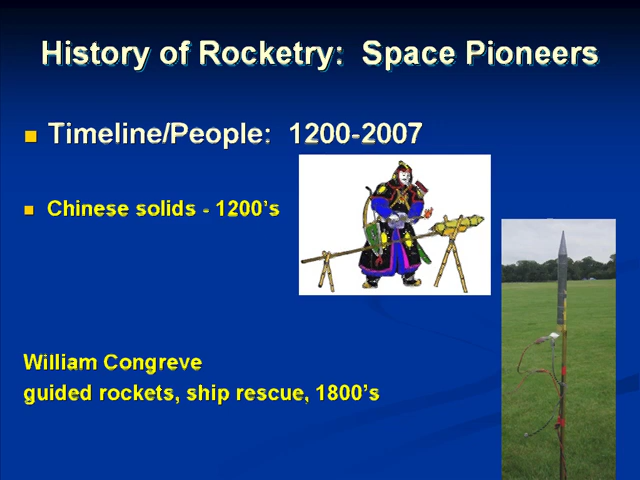 History of Rocketry: Space Pioneers
Timeline/People: 1200-2007
Chinese solids - 1200's
William Congreve
guided rockets, ship rescue, 1800's